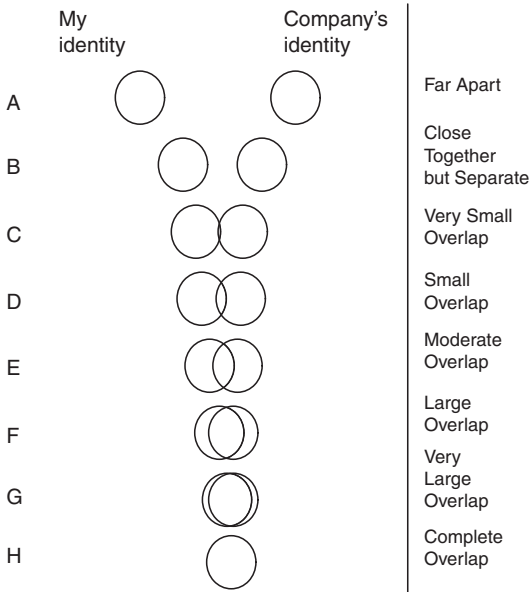 My
identity
Company's
identity
A
Far Apart
B
Close
Together
but Separate
C
Very Small
Overlap
D
Small
Overlap
E
Moderate
Overlap
F
Large
Overlap
G
Very
Large
Overlap
H
Complete
Overlap